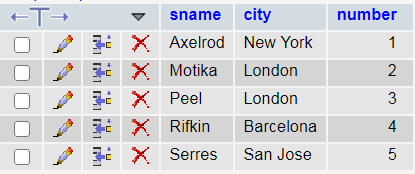 sname city number
Axelrod New York 1
Motika London 2
Peel London 3
Rifkin Barcelona 4
Serres San Jose 5